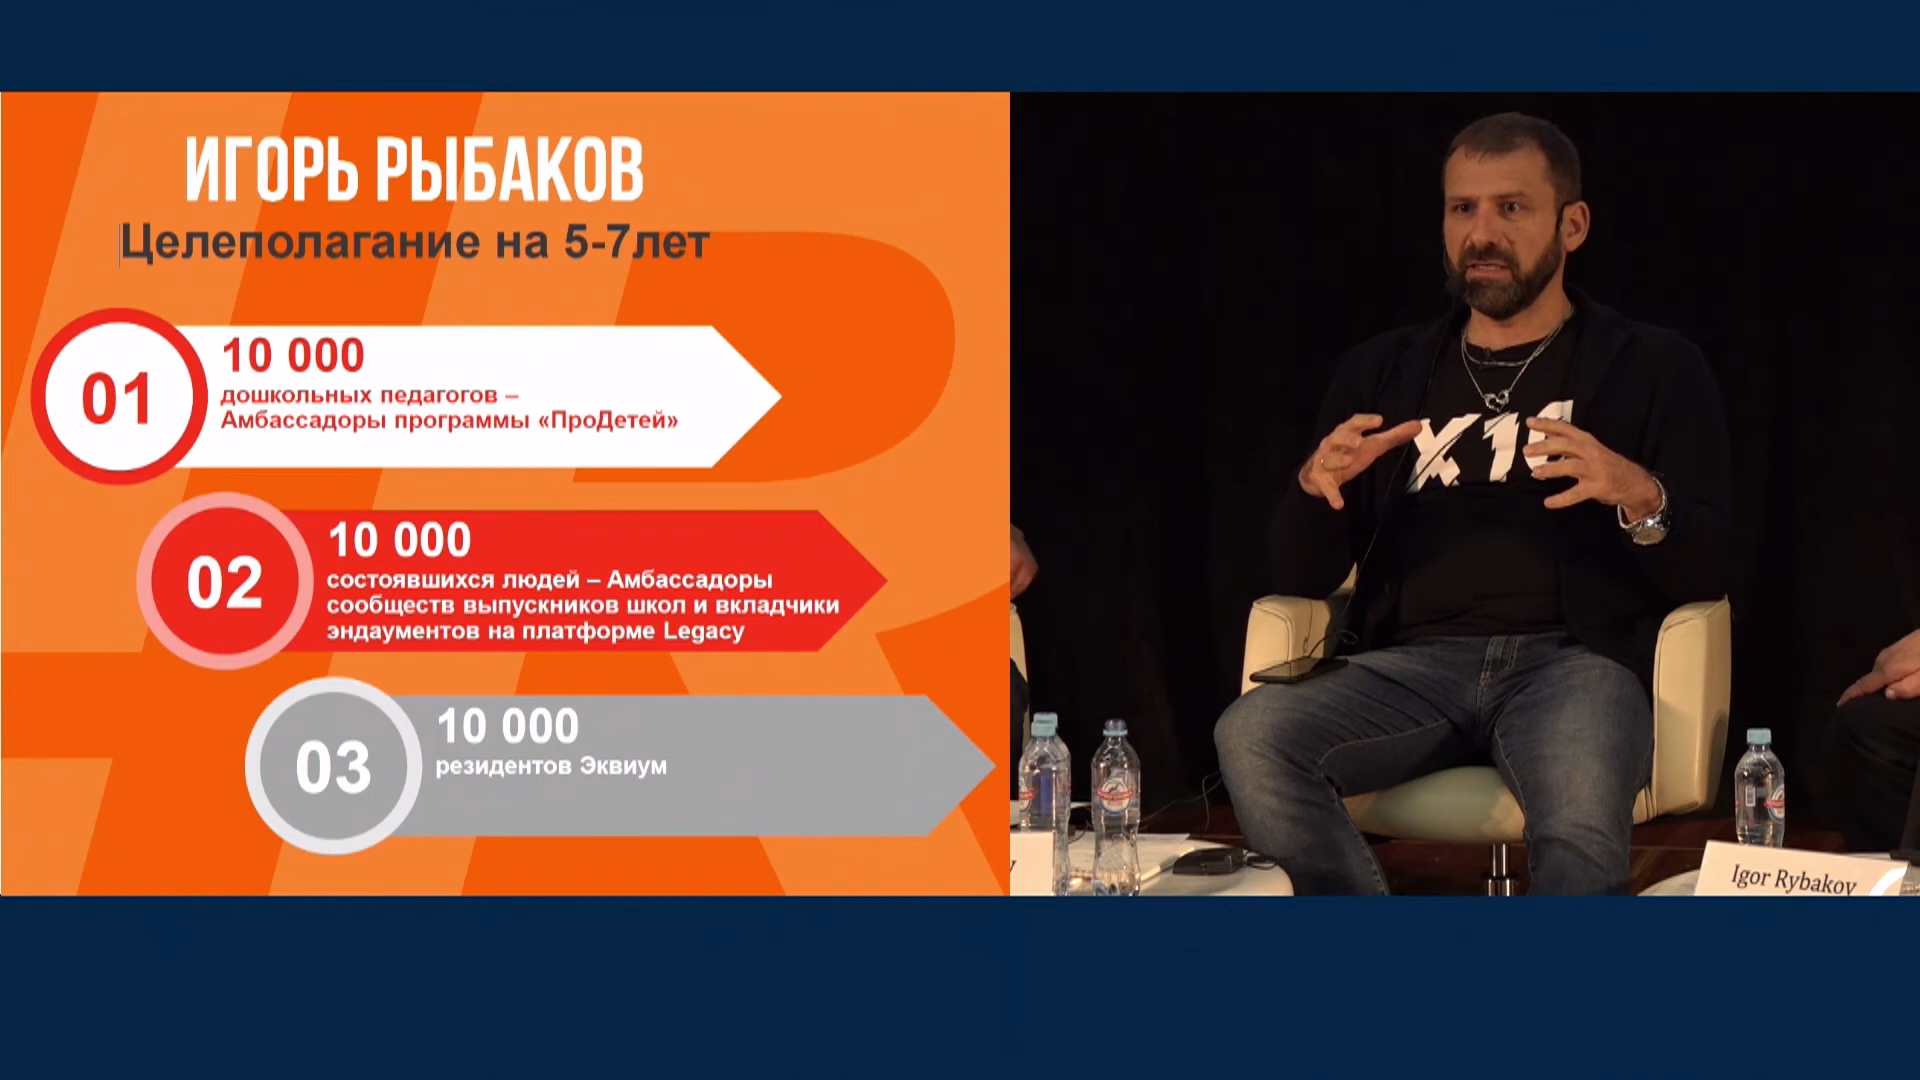 ИГОРЬ РЫБАКОВ
Целеполагание на 5-7лет
01
10 000
дошкольных педагогов –
Амбассадоры программы «ПроДетей»
02
10 000
состоявшихся людей – Амбассадоры
сообществ выпускников школ и вкладчики
эндаументов на платформе Legacy
03
10 000
резидентов Эквиум
X10
Igor Rybakov